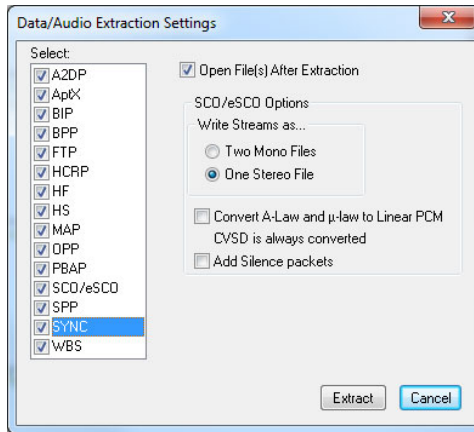 Data/Audio Extraction Settings
Select:
A2DP
AptX
BIP
BPP
FTP
HCRP
HF
HS
MAP
OPP
PBAP
SCO/eSCO
SPP
SYNC
WBS
Open File(s) After Extraction
SCO/eSCO Options
Write Streams as...
Two Mono Files
One Stereo File
Convert A-Law and µ-law to Linear PCM
CVSD is always converted
Add Silence packets
Extract
Cancel